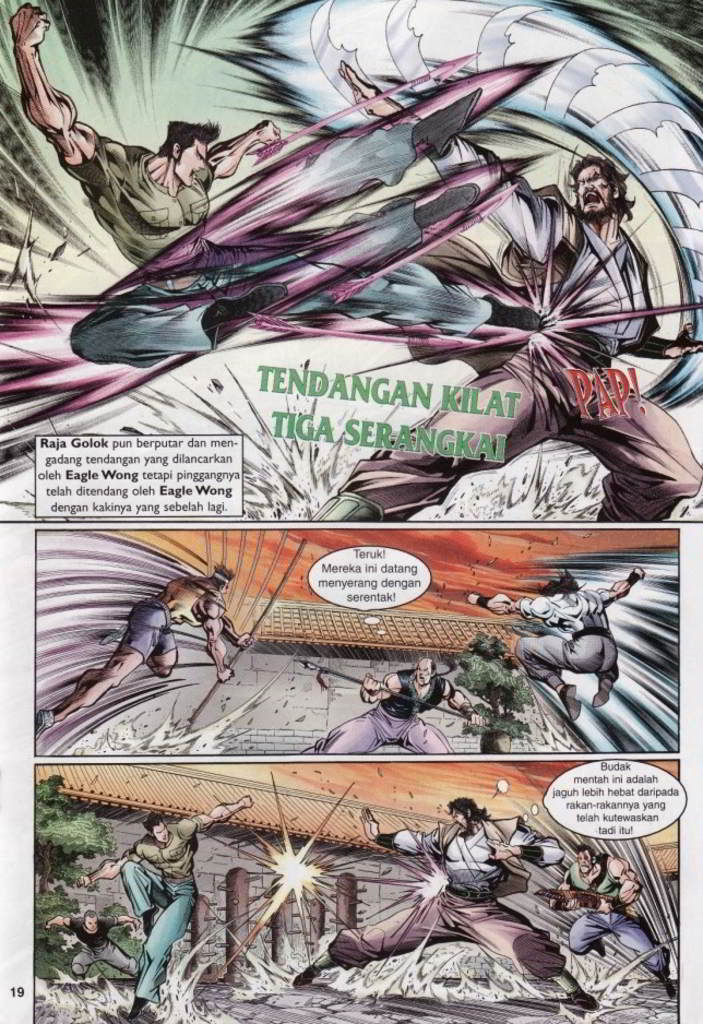 TENDANGAN KILAT
TIGA SERANGKAI
PAP!
Raja Golok pun berputar dan men-
gadang tendangan yang dilancarkan
oleh Eagle Wong tetapi pinggangnya
telah ditendang oleh Eagle Wong
dengan kakinya yang sebelah lagi.
Teruk!
Mereka ini datang
menyerang dengan
serentak!
Budak
mentah ini adalah
jaguh lebih hebat daripada
rakan-rakannya yang
telah kutewaskan
tadi itu!
19